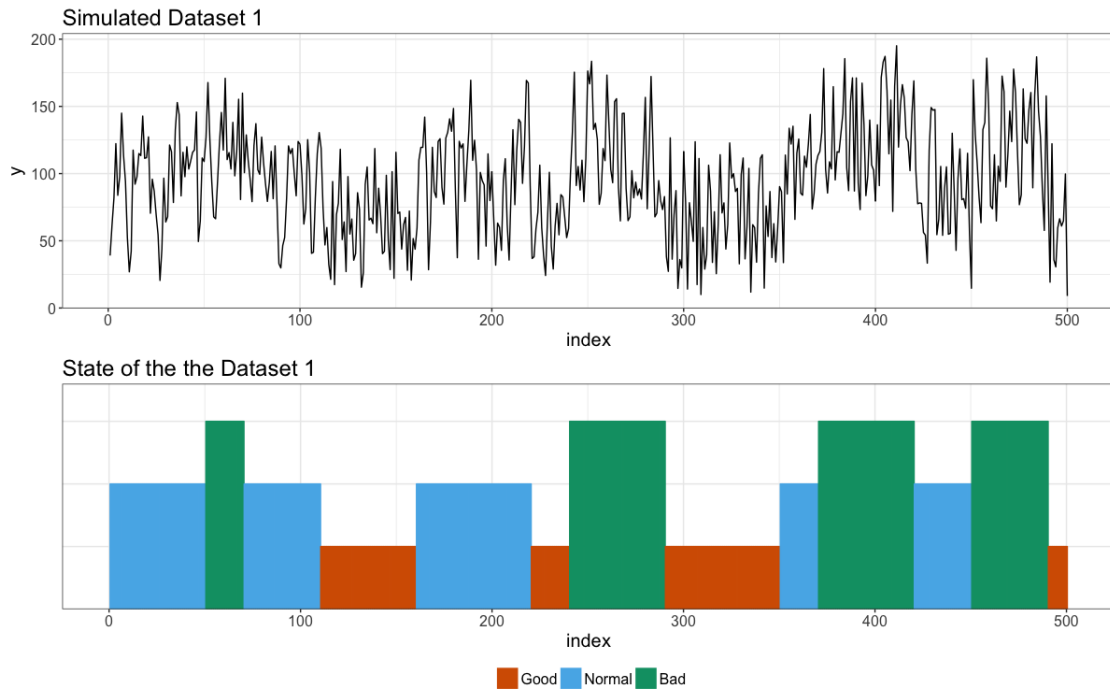 Simulated Dataset 1
200
150
100
50
0
y
0 100 200 300 400 500
index
State of the the Dataset 1
0 100 200 300 400 500
index
Good Normal Bad